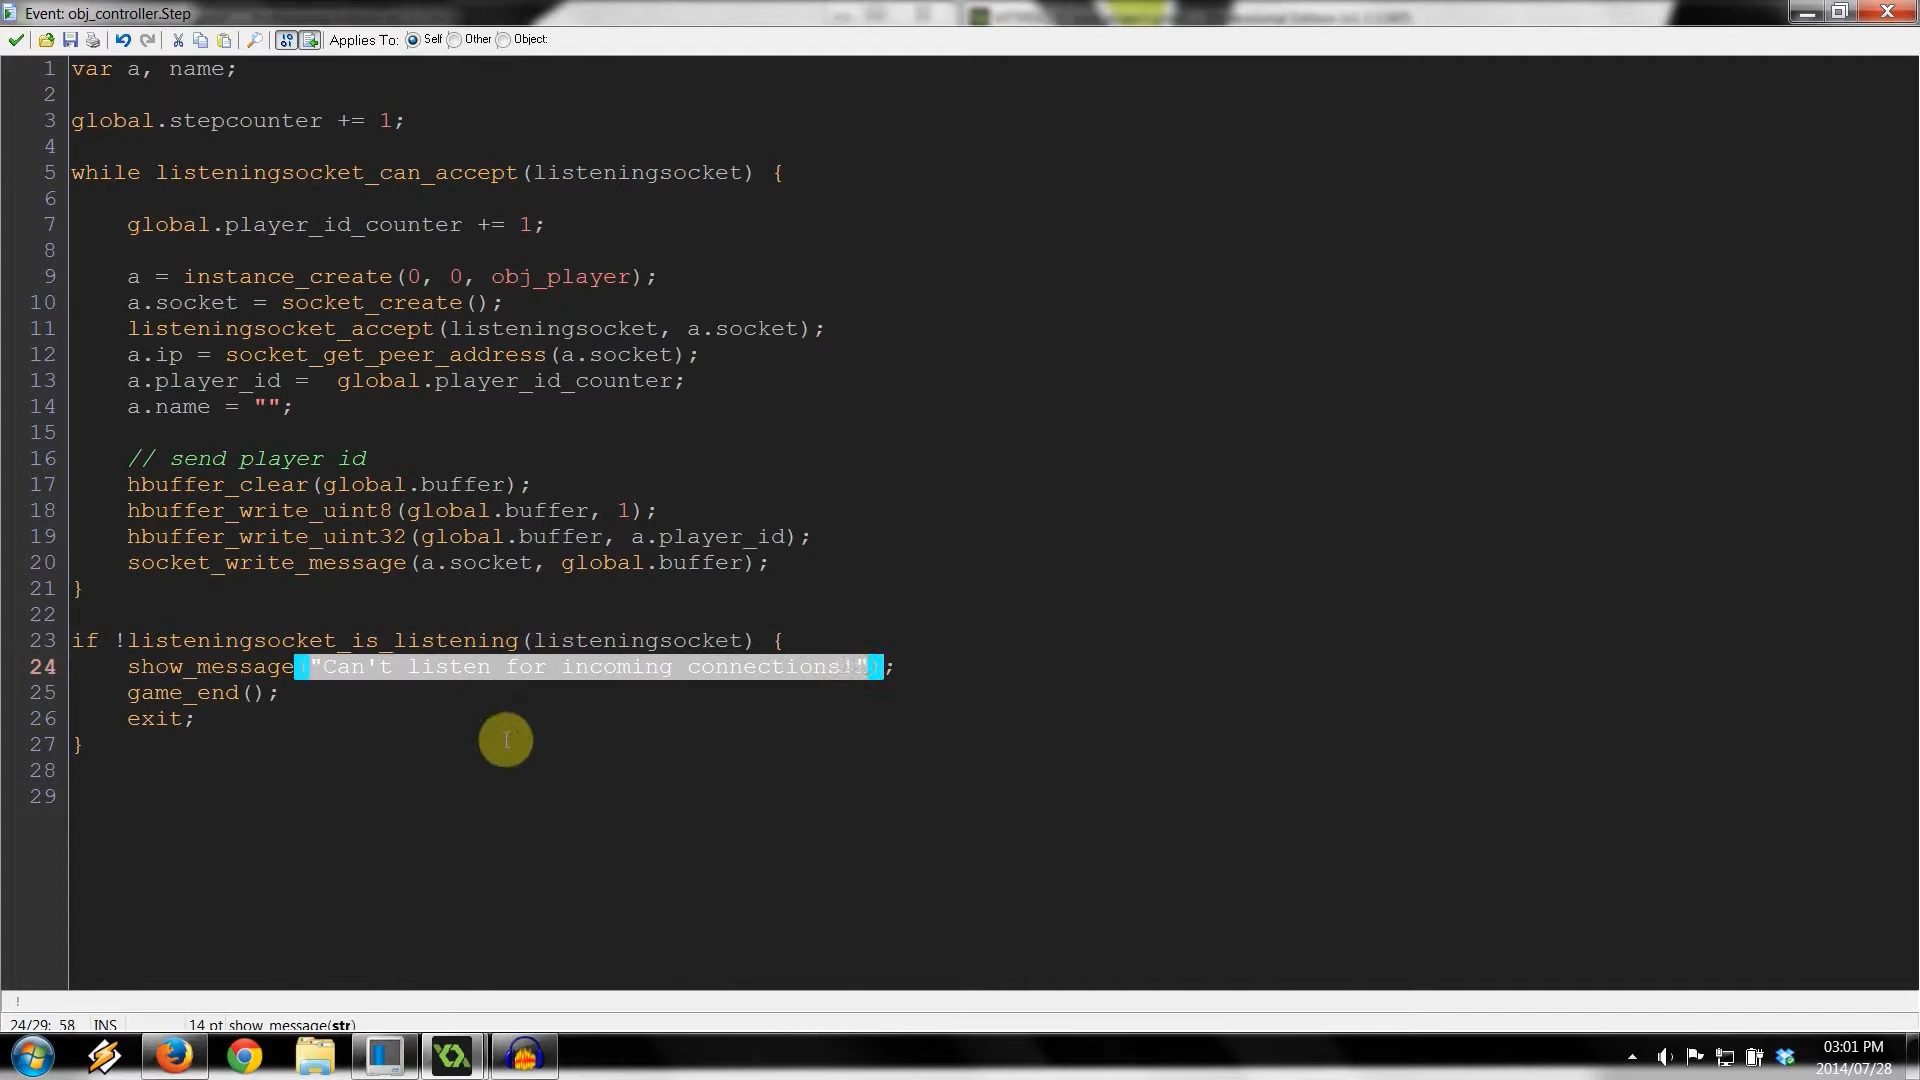 Event: obj_controller.Step
Applies To: Self Other Object:
1 var a, name;
2
3 global.stepcounter += 1;
4
5 while listeningsocket_can_accept(listeningsocket) {
6
7 global.player_id_counter += 1;
8
9 a = instance_create(0, 0, obj_player);
10 a.socket = socket_create();
11 listeningsocket_accept(listeningsocket, a.socket);
12 a.ip = socket_get_peer_address(a.socket);
13 a.player_id =  global.player_id_counter;
14 a.name = "";
15
16 // send player id
17 hbuffer_clear(global.buffer);
18 hbuffer_write_uint8(global.buffer, 1);
19 hbuffer_write_uint32(global.buffer, a.player_id);
20 socket_write_message(a.socket, global.buffer);
21 }
22
23 if !listeningsocket_is_listening(listeningsocket) {
24 show_message("Can't listen for incoming connections!");
25 game_end();
26 exit;
27 }
28
29
!
24/29: 58 INS 14 pt show_message(str)
03:01 PM
2014/07/28